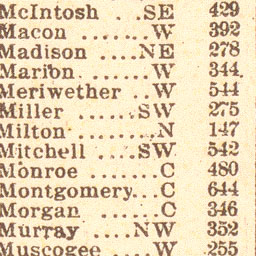 McIntosh . .SE 429
Macon ......W 392
Madison ....NE 278
Marion.......W 344.
Meriwether ..W 544
Miller .....SW 275
Milton ......N 147
Mitchell ....SW. 542
Monroe ......C 480
Montgomery...C 644
Morgan ......C 346
Murray ....NW 352
Muscogee ....W 255